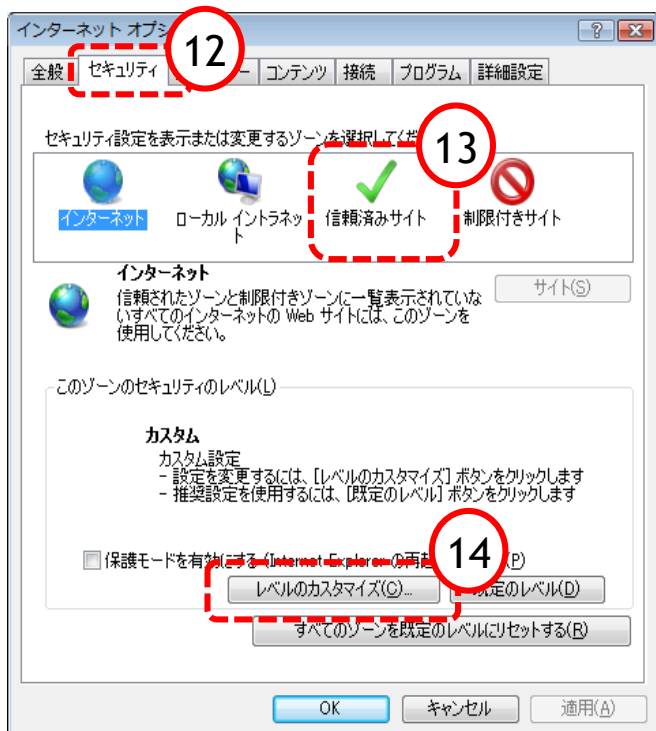 インターネット オプシ
12
全般
セキュリティ
ー
コンテンツ
接続
プログラム
詳細設定
セキュリティ設定を表示または変更するゾーンを選択してくだ
13
インターネット
ローカル イントラネッ
ト
信頼済みサイト
制限付きサイト
インターネット
信頼されたゾーンと制限付きゾーンに一覧表示されていな
いすべてのインターネットの Web サイトには、このゾーンを
使用してください。
サイト(S)
このゾーンのセキュリティのレベル(L)
カスタム
カスタム設定
- 設定を変更するには、[レベルのカスタマイズ] ボタンをクリックします
- 推奨設定を使用するには、[既定のレベル] ボタンをクリックします
14
保護モードを有効にする (Internet Explorer の再起
(P)
レベルのカスタマイズ(C)...
既定のレベル(D)
すべてのゾーンを既定のレベルにリセットする(R)
OK
キャンセル
適用(A)